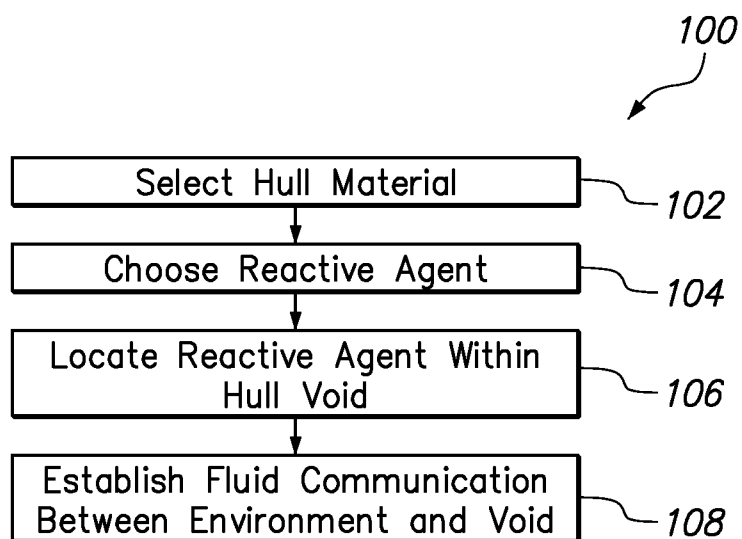 100
Select Hull Material
102
Choose Reactive Agent
104
Locate Reactive Agent Within
Hull Void
106
Establish Fluid Communication
Between Environment and Void
108